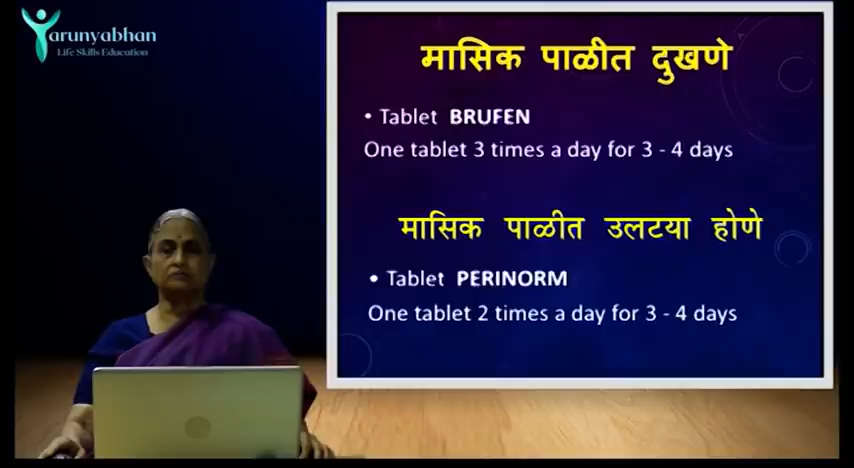 Tarunyabhan
Life Skills Education
मासिक पाळीत दुखणे
• Tablet BRUFEN
One tablet 3 times a day for 3 - 4 days
मासिक पाळीत उलटया होणे
• Tablet PERINORM
One tablet 2 times a day for 3 - 4 days